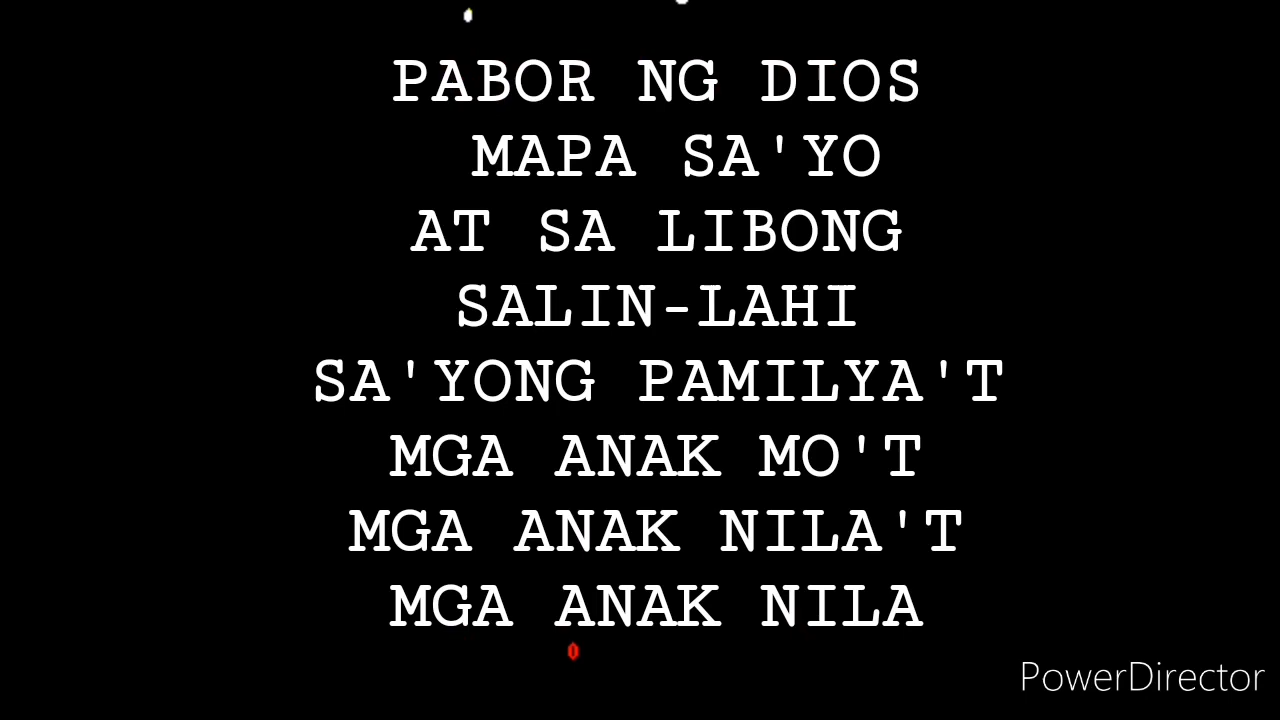 PABOR NG DIOS
MAPA SA'YO
AT SA LIBONG
SALIN-LAHI
SA'YONG PAMILYA'T
MGA ANAK MO'T
MGA ANAK NILA'T
MGA ANAK NILA
PowerDirector